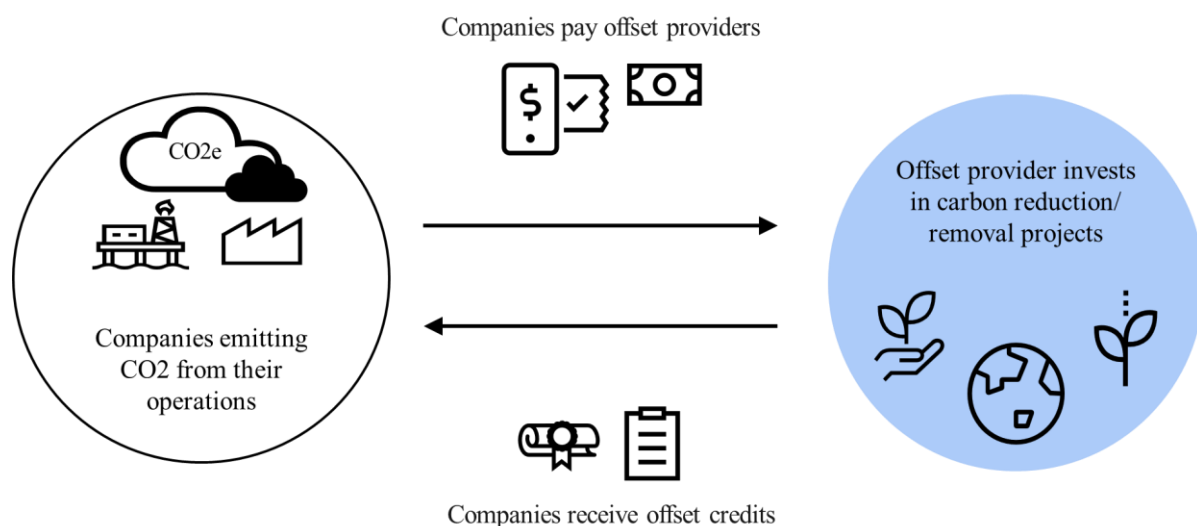 Companies pay offset providers
$
CO2e
Companies emitting
CO2 from their
operations
Offset provider invests
in carbon reduction/
removal projects
Companies receive offset credits